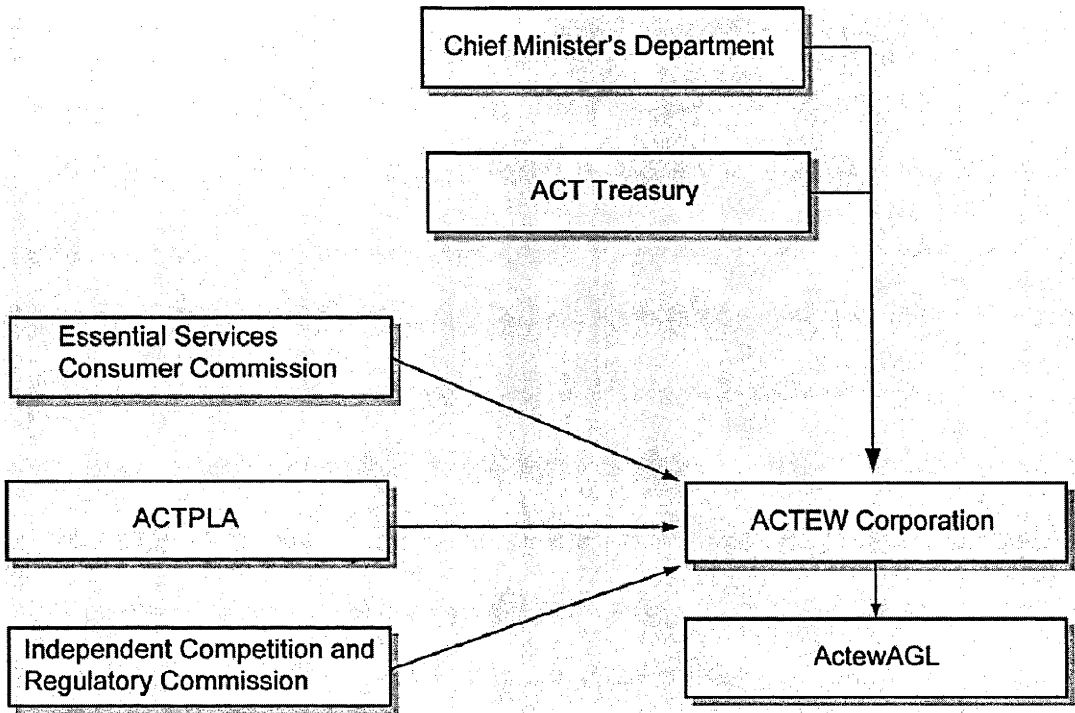 Chief Minister's Department
ACT Treasury
Essential Services
Consumer Commission
ACTPLA
ACTEW Corporation
Independent Competition and
Regulatory Commission
ActewAGL